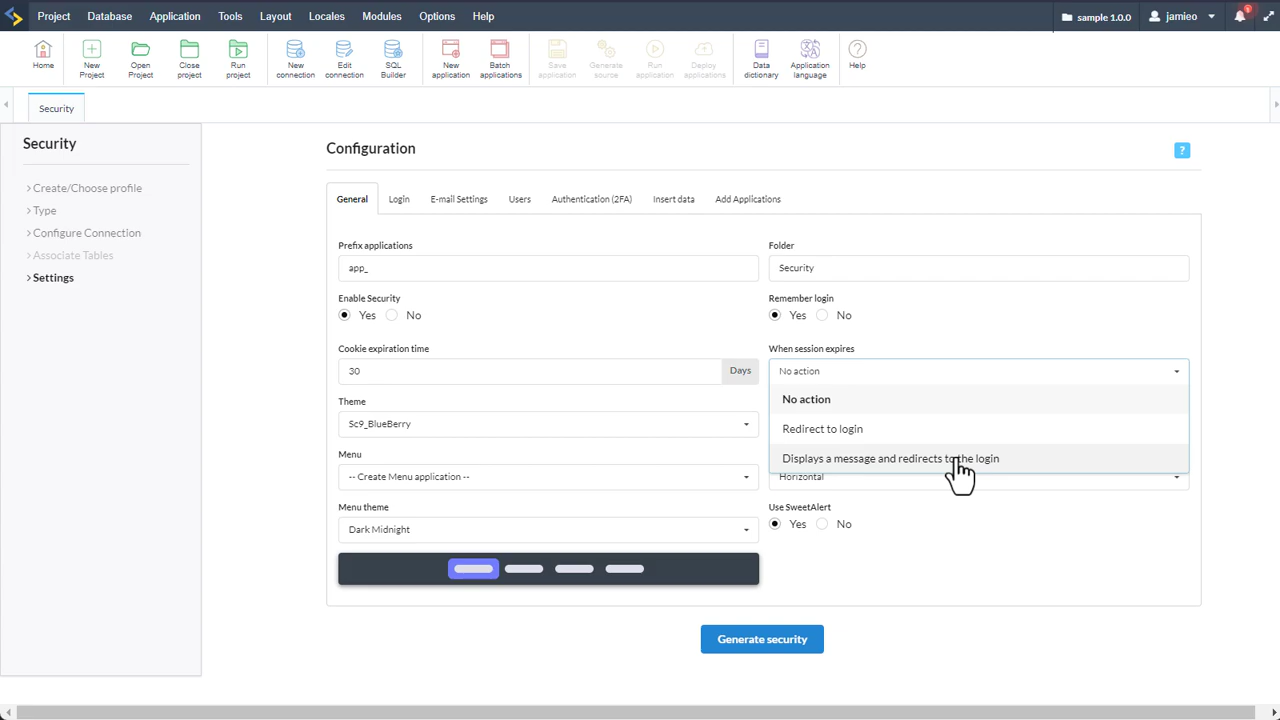 Project Database Application Tools Layout Locales Modules Options Help
sample 1.0.0 jamieo 1
Home
New Project
Open Project
Close project
Run project
New connection
Edit connection
SQL Builder
New application
Batch applications
Save application
Generate source
Run application
Deploy applications
Data dictionary
Application language
Help
Security
Security
Create/Choose profile
Type
Configure Connection
Associate Tables
Settings
Configuration
?
General Login E-mail Settings Users Authentication (2FA) Insert data Add Applications
Prefix applications
app_
Folder
Security
Enable Security
Yes No
Remember login
Yes No
Cookie expiration time
30 Days
When session expires
No action
No action
Redirect to login
Displays a message and redirects to the login
Theme
Sc9_BlueBerry
Menu
-- Create Menu application --
Horizontal
Menu theme
Dark Midnight
Use SweetAlert
Yes No
Generate security